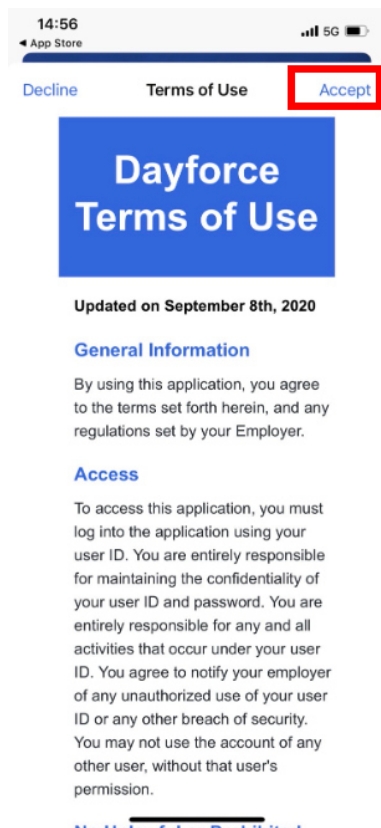 14:56
5G
◀ App Store
Decline Terms of Use Accept
Dayforce
Terms of Use
Updated on September 8th, 2020
General Information
By using this application, you agree
to the terms set forth herein, and any
regulations set by your Employer.
Access
To access this application, you must
log into the application using your
user ID. You are entirely responsible
for maintaining the confidentiality of
your user ID and password. You are
entirely responsible for any and all
activities that occur under your user
ID. You agree to notify your employer
of any unauthorized use of your user
ID or any other breach of security.
You may not use the account of any
other user, without that user's
permission.